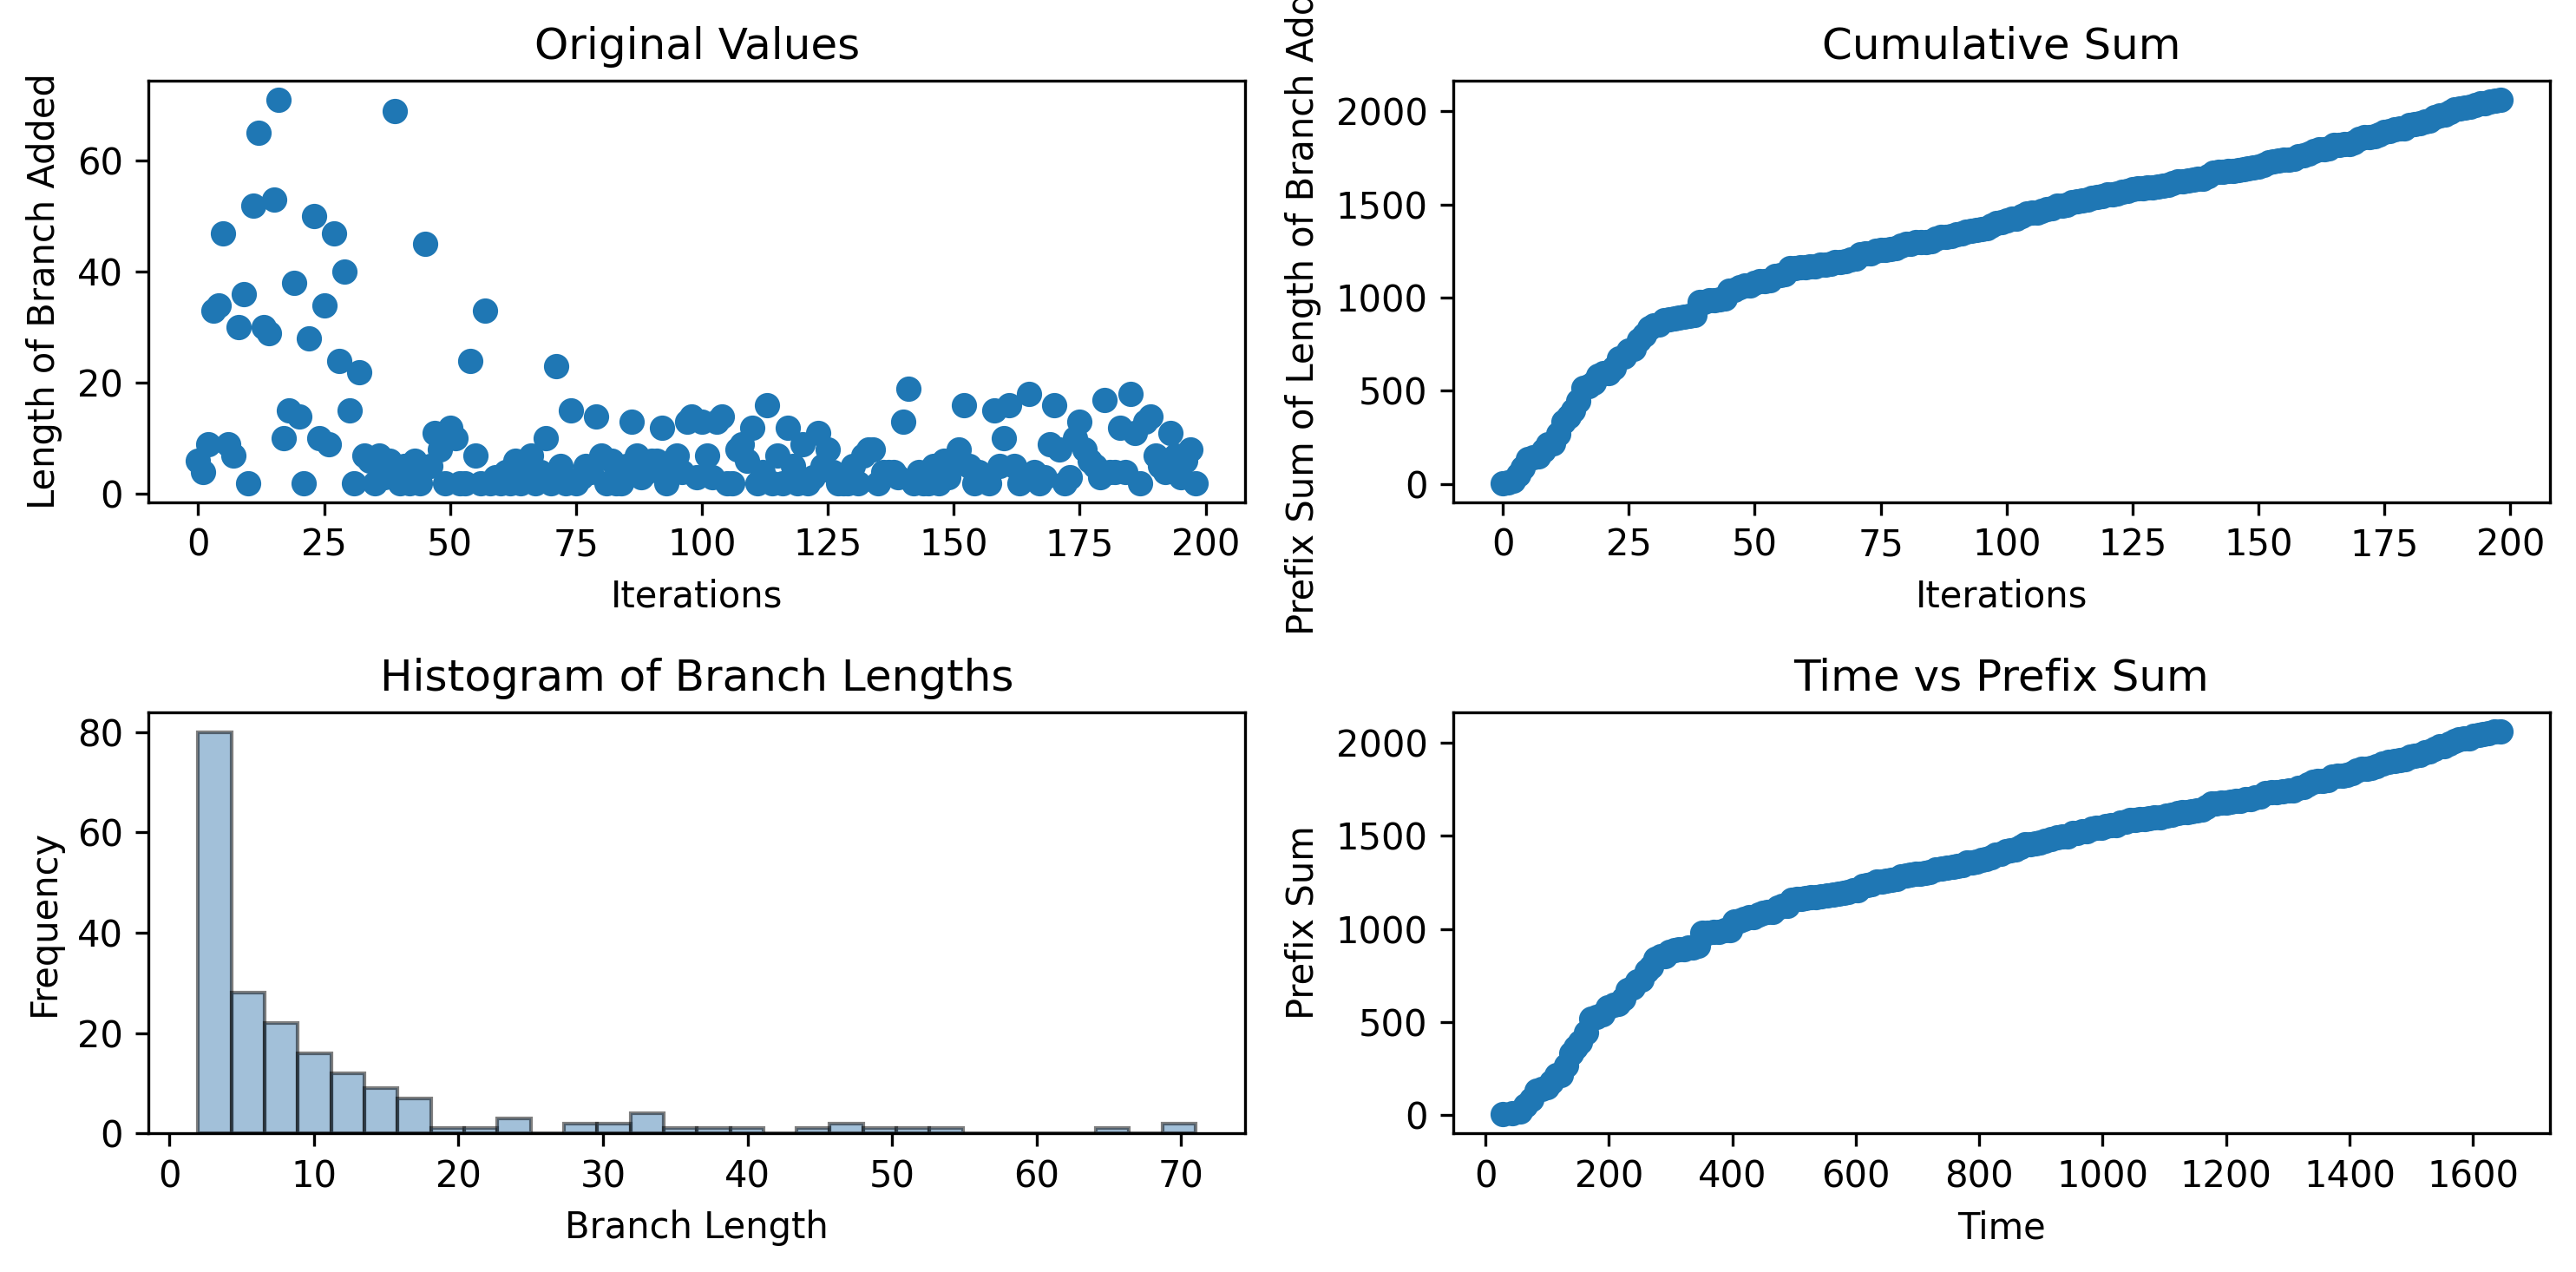 Original Values
Length of Branch Added
60
40
20
0
0 25 50 75 100 125 150 175 200
Iterations
Cumulative Sum
Prefix Sum of Length of Branch
2000
1500
1000
500
0
0 25 50 75 100 125 150 175 200
Iterations
Histogram of Branch Lengths
Frequency
80
60
40
20
0
0 10 20 30 40 50 60 70
Branch Length
Time vs Prefix Sum
Prefix Sum
2000
1500
1000
500
0
0 200 400 600 800 1000 1200 1400 1600
Time